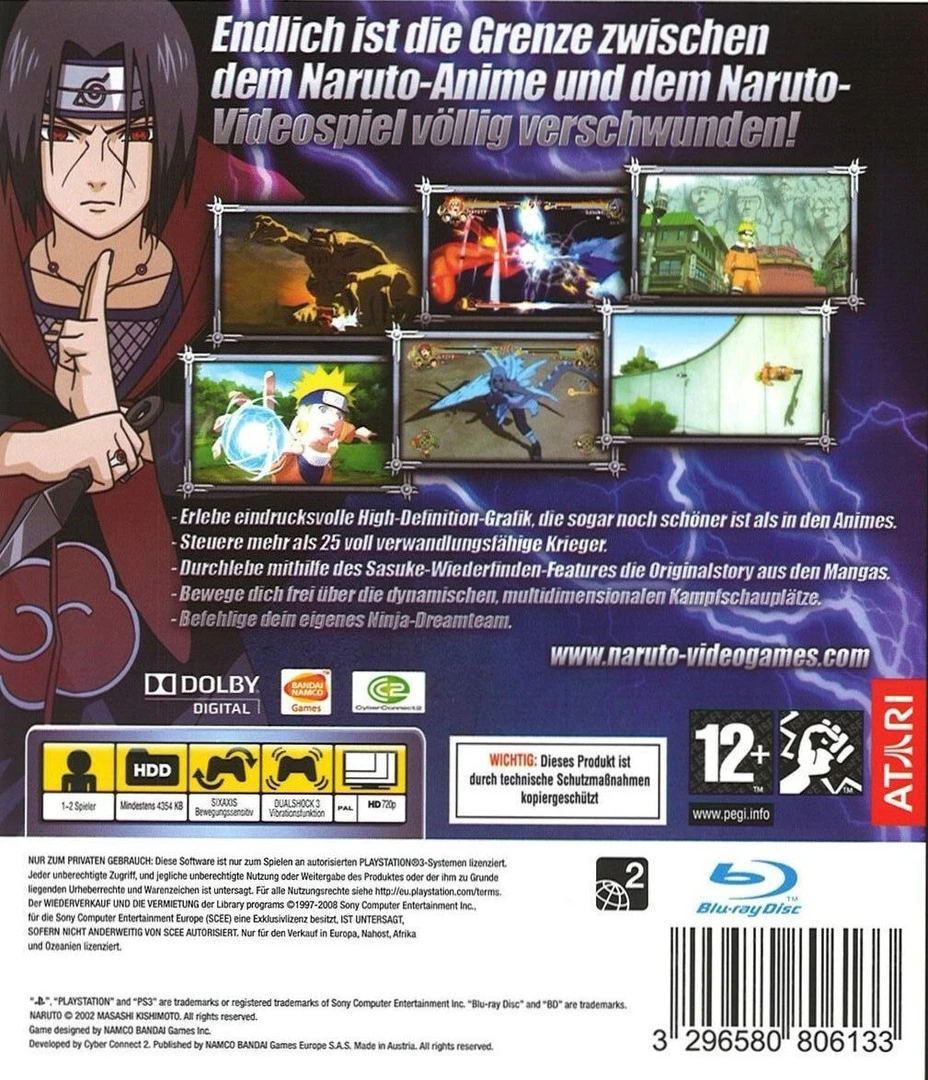 Endlich ist die Grenze zwischen
dem Naruto-Anime und dem Naruto-
Videospiel völlig verschwunden!
- Erlebe eindrucksvolle High-Definition-Grafik, die sogar noch schöner ist als in den Animes.
- Steuere mehr als 25 voll verwandlungsfähige Krieger.
- Durchlebe mithilfe des Sasuke-Wiederfinden-Features die Originalstory aus den Mangas.
- Bewege dich frei über die dynamischen, multidimensionalen Kampfschauplätze.
- Befehlige dein eigenes Ninja-Dreamteam.
www.naruto-videogames.com
DOLBY
DIGITAL
BANDAI
NAMCO
Games
CyberConnect2
ATARI
HDD
1-2 Spieler
Mindestens 4354 KB
SIXAXIS
Bewegungssensitiv
DUALSHOCK 3
Vibrationsfunktion
PAL
HD 720p
WICHTIG: Dieses Produkt ist
durch technische Schutzmaßnahmen
kopiergeschützt
12+
TM
TM
www.pegi.info
NUR ZUM PRIVATEN GEBRAUCH: Diese Software ist nur zum Spielen an autorisierten PLAYSTATION®3-Systemen lizenziert.
Jeder unberechtigte Zugriff, und jegliche unberechtigte Nutzung oder Weitergabe des Produktes oder der ihm zu Grunde
liegenden Urheberrechte und Warenzeichen ist untersagt. Für alle Nutzungsrechte siehe http://eu.playstation.com/terms.
Der WIEDERVERKAUF UND DIE VERMIETUNG der Library programs ©1997-2008 Sony Computer Entertainment Inc.,
für die Sony Computer Entertainment Europe (SCEE) eine Exklusivlizenz besitzt, IST UNTERSAGT,
SOFERN NICHT ANDERWEITIG VON SCEE AUTORISIERT. Nur für den Verkauf in Europa, Nahost, Afrika
und Ozeanien lizenziert.
2
Blu-ray Disc
TM
"", "PLAYSTATION" and "PS3" are trademarks or registered trademarks of Sony Computer Entertainment Inc. "Blu-ray Disc" and "BD" are trademarks.
NARUTO © 2002 MASASHI KISHIMOTO. All rights reserved.
Game designed by NAMCO BANDAI Games Inc.
Developed by Cyber Connect 2. Published by NAMCO BANDAI Games Europe S.A.S. Made in Austria. All rights reserved.
3 296580 806133